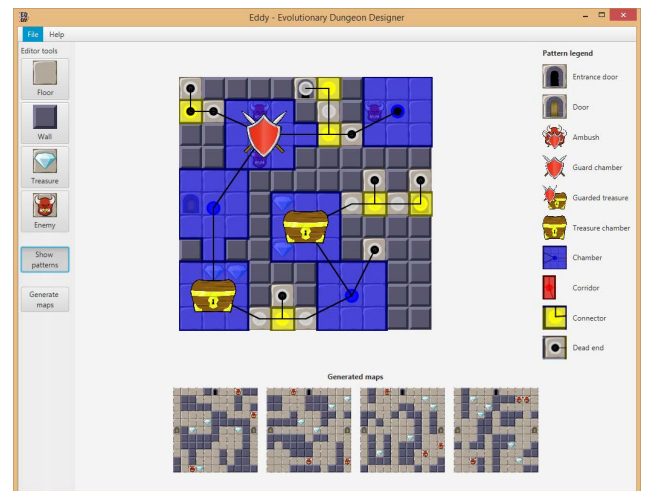 Eddy - Evolutionary Dungeon Designer
File Help
Editor tools
Floor
Wall
Treasure
Enemy
Show
patterns
Generate
maps
Pattern legend
Entrance door
Door
Ambush
Guard chamber
Guarded treasure
Treasure chamber
Chamber
Corridor
Connector
Dead end
Generated maps